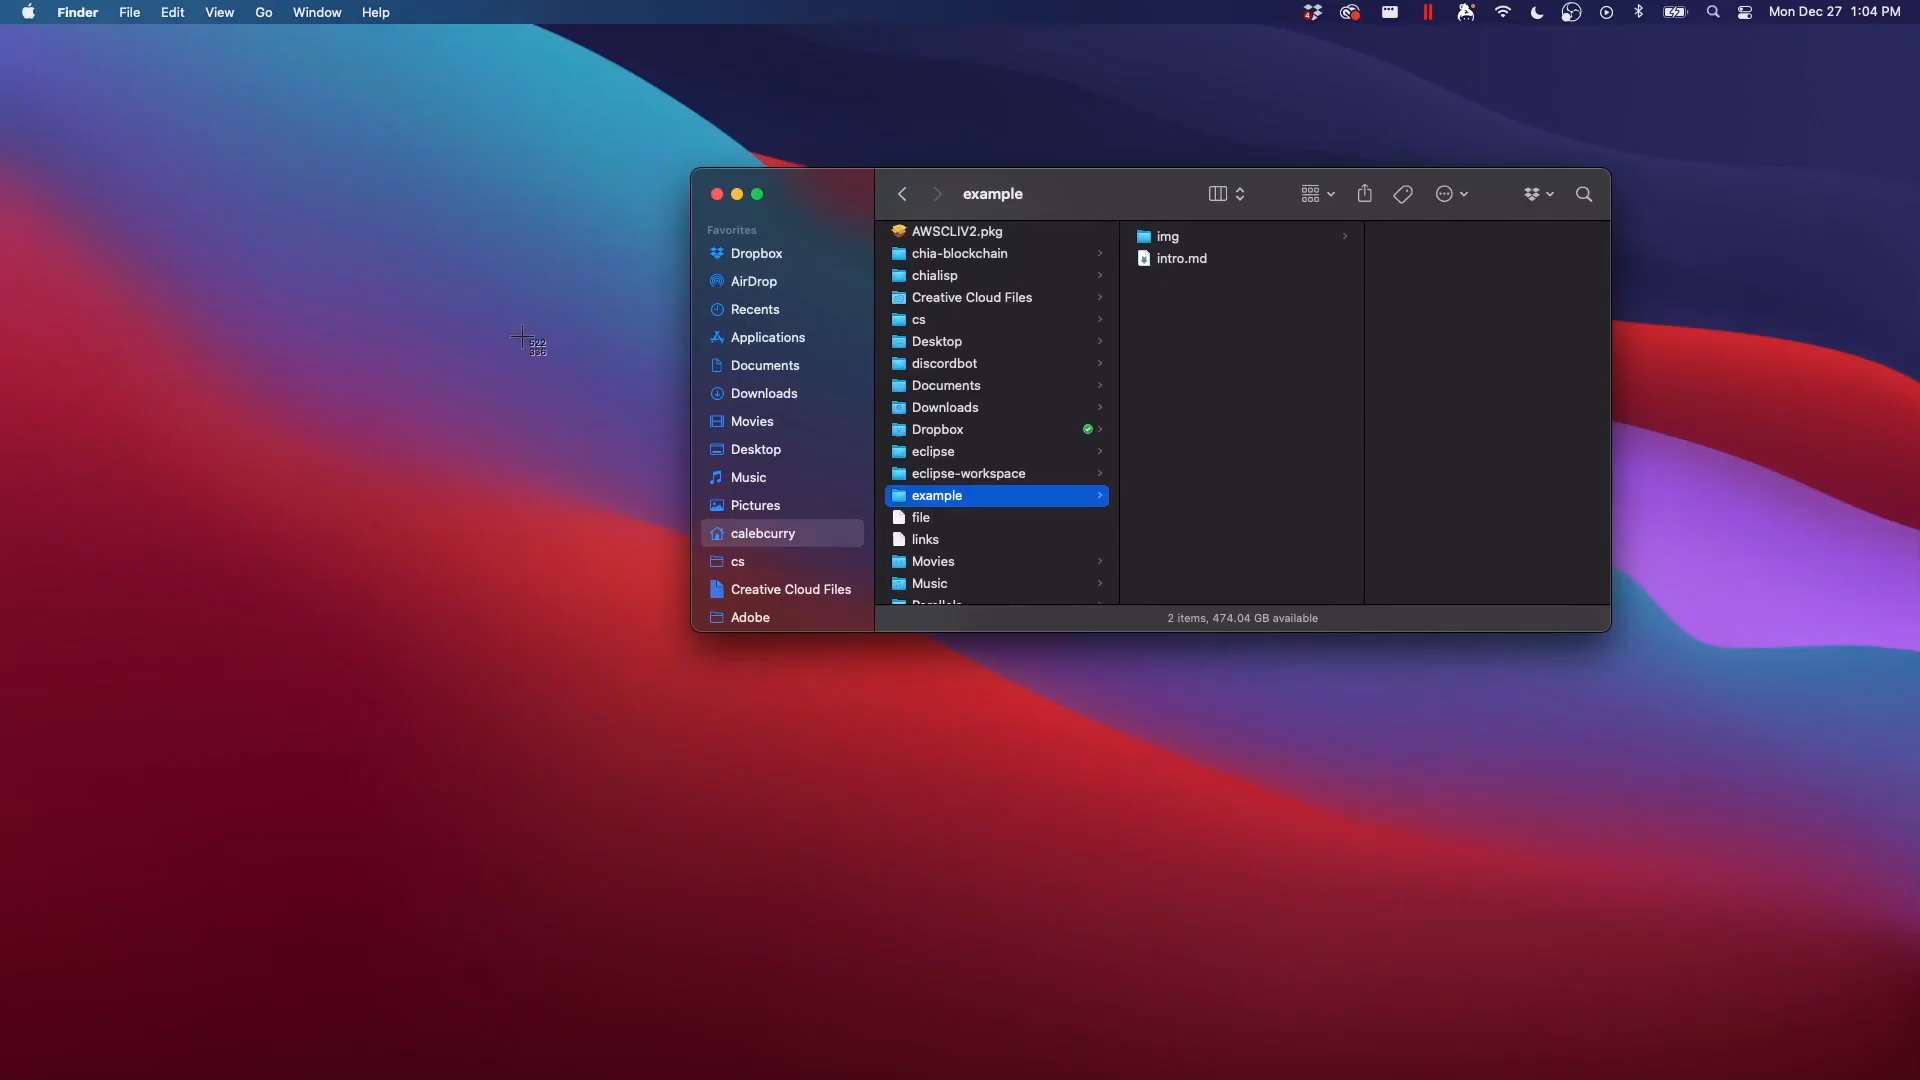 Finder File Edit View Go Window Help
Mon Dec 27 1:04 PM
example
Favorites
Dropbox
AirDrop
Recents
Applications
Documents
Downloads
Movies
Desktop
Music
Pictures
calebcurry
cs
Creative Cloud Files
Adobe
AWSCLIV2.pkg
chia-blockchain
chialisp
Creative Cloud Files
cs
Desktop
discordbot
Documents
Downloads
Dropbox
eclipse
eclipse-workspace
example
file
links
Movies
Music
img
intro.md
2 items, 474.04 GB available
522
336